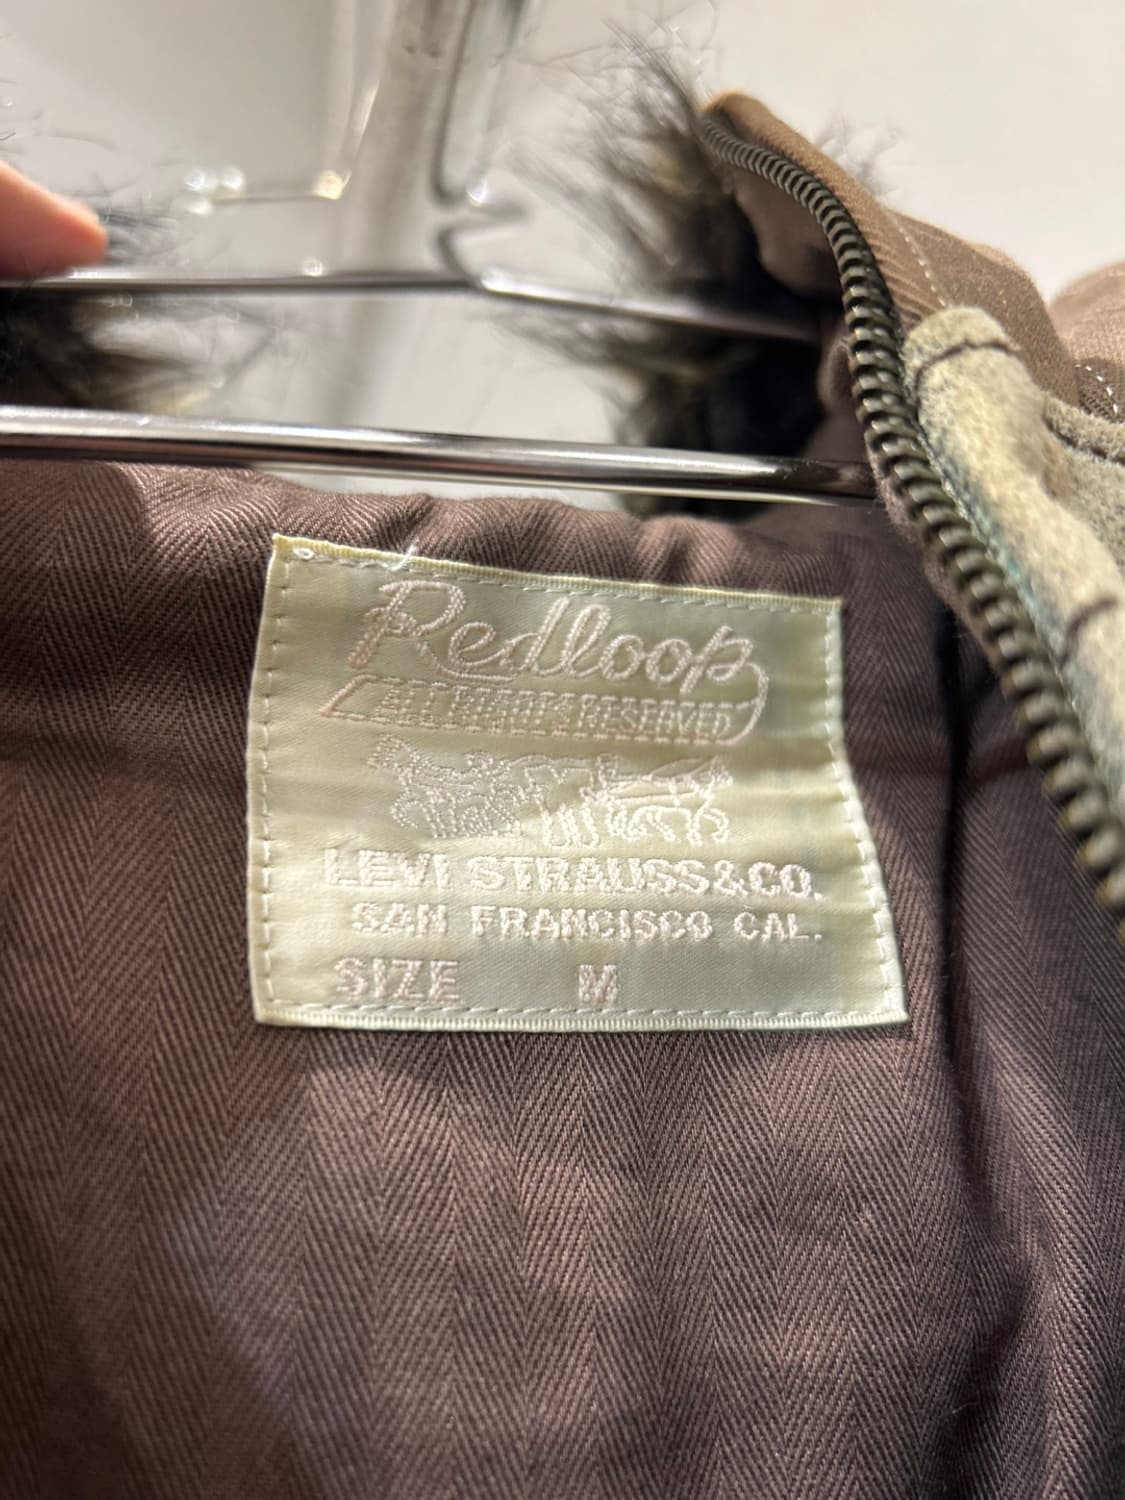 Redloop
ALL RIGHTS RESERVED
LEVI STRAUSS&CO.
SAN FRANCISCO CAL.
SIZE M